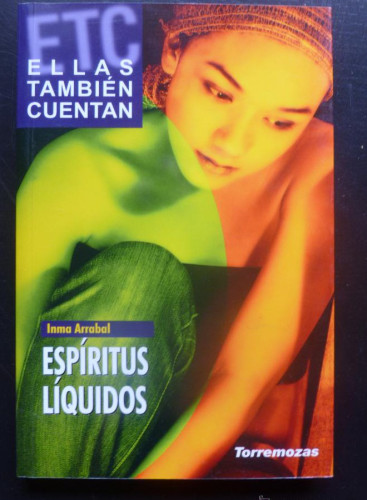 ETC
ELLAS
TAMBIÉN
CUENTAN
Inma Arrabal
ESPÍRITUS
LÍQUIDOS
Torremozas